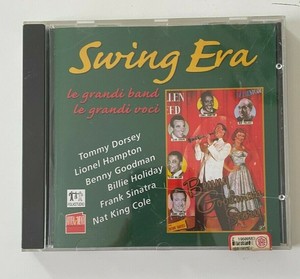 Swing Era
le grandi band
le grandi voci
Tommy Dorsey
Lionel Hampton
Benny Goodman
Billie Holiday
Frank Sinatra
Nat King Cole